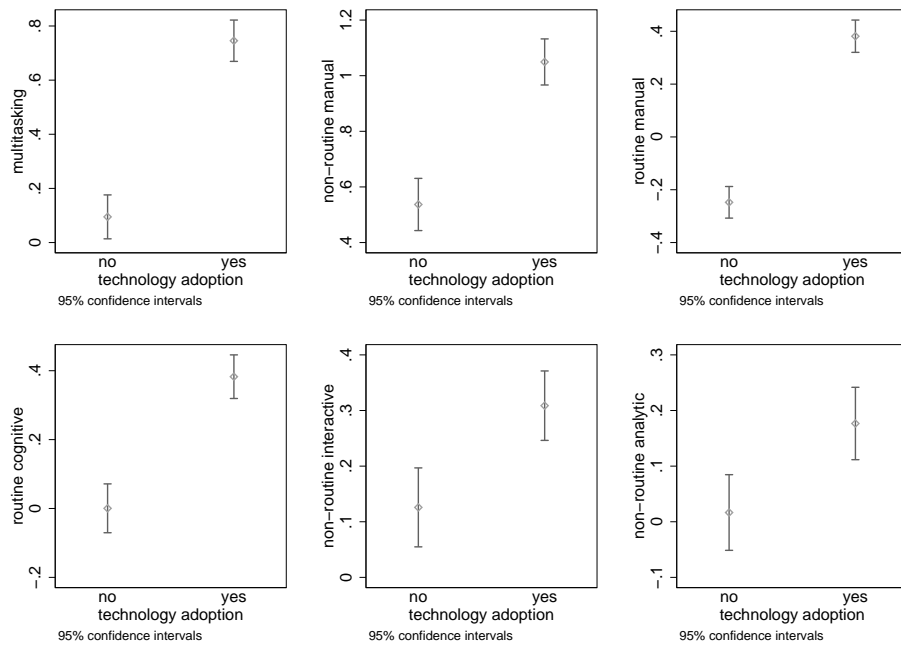 multitasking
.8
.6
.4
.2
0
no yes
technology adoption
95% confidence intervals
non−routine manual
1.2
1
.8
.6
.4
no yes
technology adoption
95% confidence intervals
routine manual
.4
.2
0
−.2
−.4
no yes
technology adoption
95% confidence intervals
routine cognitive
.4
.2
0
−.2
no yes
technology adoption
95% confidence intervals
non−routine interactive
.4
.3
.2
.1
0
no yes
technology adoption
95% confidence intervals
non−routine analytic
.3
.2
.1
0
−.1
no yes
technology adoption
95% confidence intervals